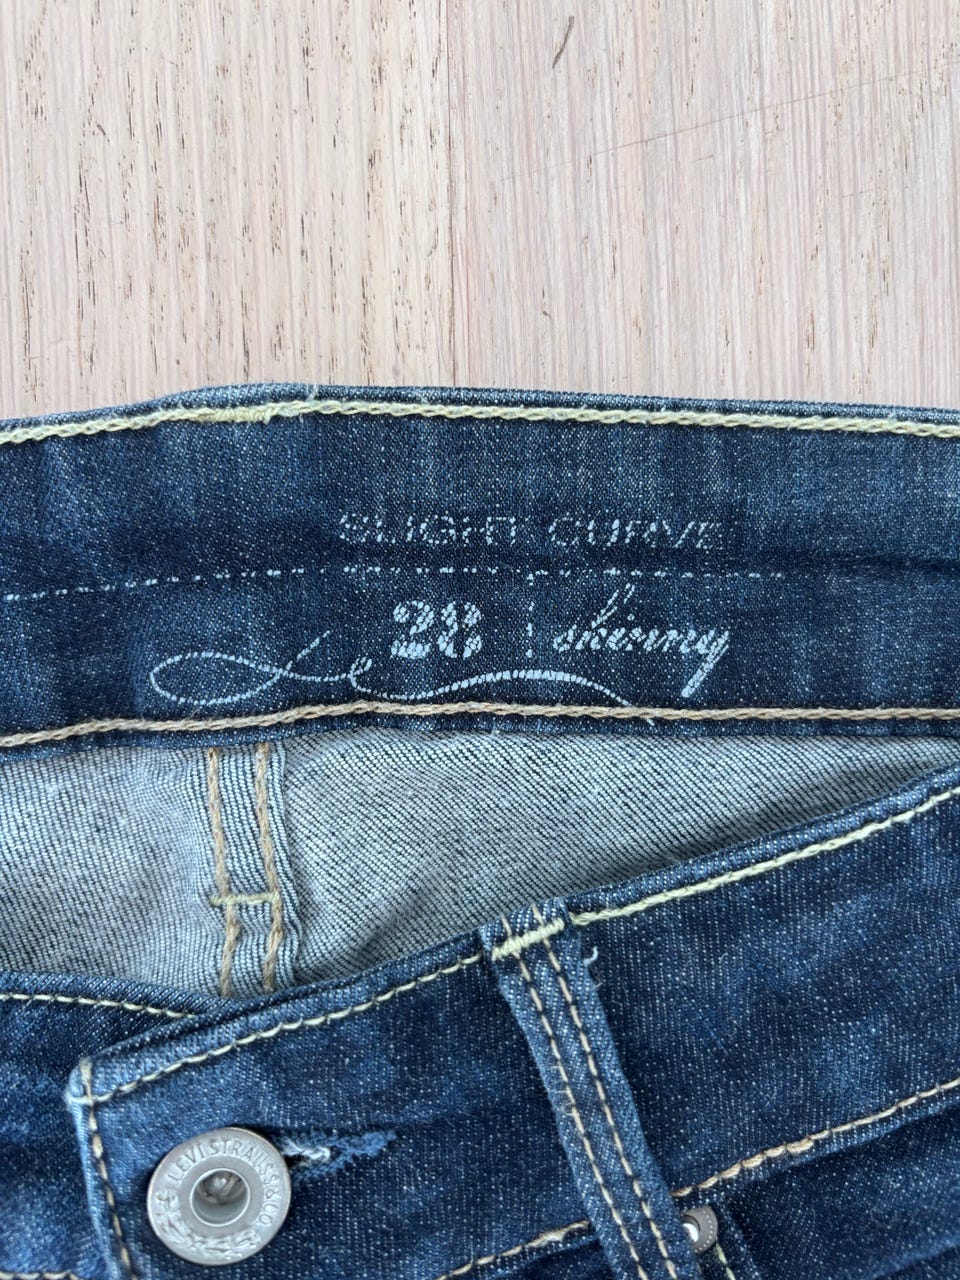 SLIGHT CURVE
28 skinny
LEVI STRAUSS & CO.